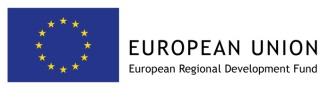 EUROPEAN UNION
European Regional Development Fund